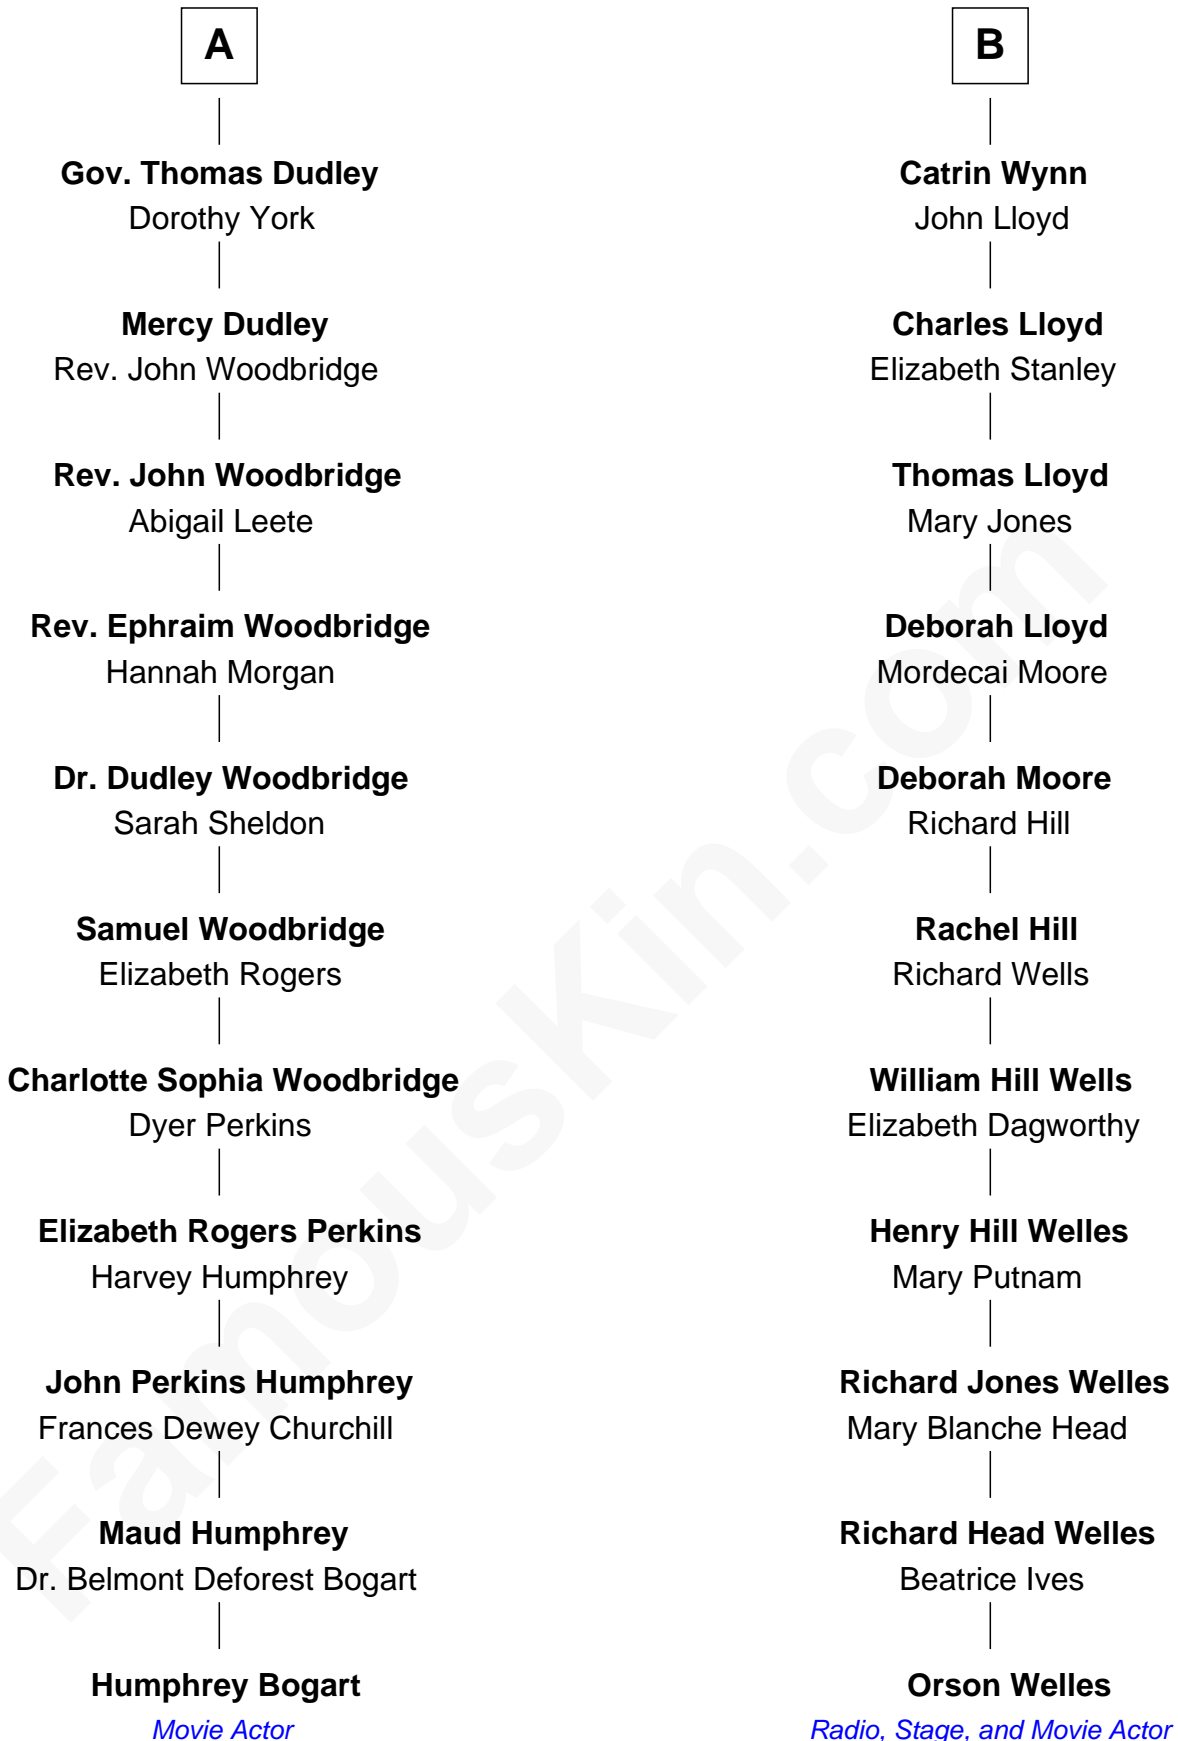 A
Gov. Thomas Dudley
Dorothy York
Mercy Dudley
Rev. John Woodbridge
Rev. John Woodbridge
Abigail Leete
Rev. Ephraim Woodbridge
Hannah Morgan
Dr. Dudley Woodbridge
Sarah Sheldon
Samuel Woodbridge
Elizabeth Rogers
Charlotte Sophia Woodbridge
Dyer Perkins
Elizabeth Rogers Perkins
Harvey Humphrey
John Perkins Humphrey
Frances Dewey Churchill
Maud Humphrey
Dr. Belmont Deforest Bogart
Humphrey Bogart
Movie Actor
B
Catrin Wynn
John Lloyd
Charles Lloyd
Elizabeth Stanley
Thomas Lloyd
Mary Jones
Deborah Lloyd
Mordecai Moore
Deborah Moore
Richard Hill
Rachel Hill
Richard Wells
William Hill Wells
Elizabeth Dagworthy
Henry Hill Welles
Mary Putnam
Richard Jones Welles
Mary Blanche Head
Richard Head Welles
Beatrice Ives
Orson Welles
Radio, Stage, and Movie Actor
FamousKin.com